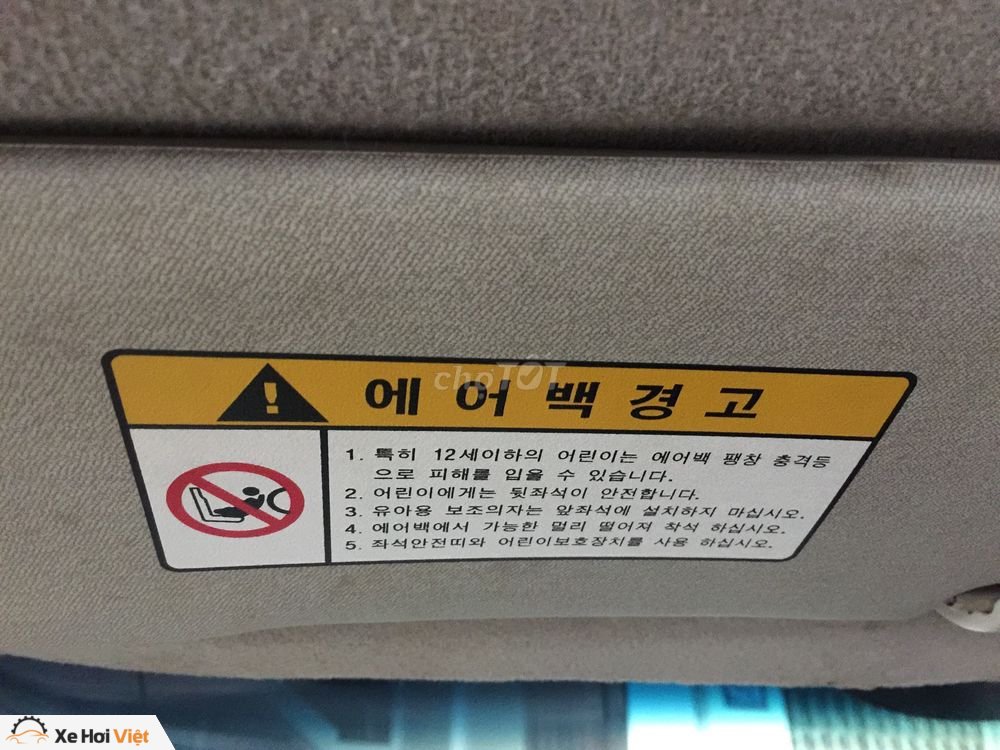 에어백경고
choTỐT
1. 특히 12세이하의 어린이는 에어백 팽창 충격등
으로 피해를 입을 수 있습니다.
2. 어린이에게는 뒷좌석이 안전합니다.
3. 유아용 보조의자는 앞좌석에 설치하지 마십시오.
4. 에어백에서 가능한 멀리 떨어져 착석 하십시오.
5. 좌석안전띠와 어린이보호장치를 사용 하십시오.
Xe Hơi Việt